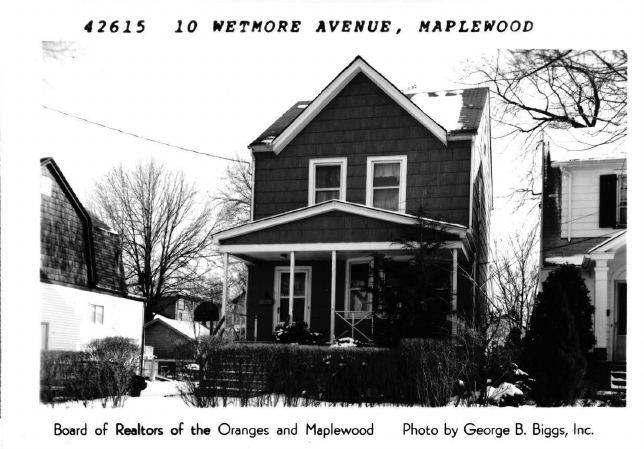 42615 10 WETMORE AVENUE, MAPLEWOOD
Board of Realtors of the Oranges and Maplewood Photo by George B. Biggs, Inc.